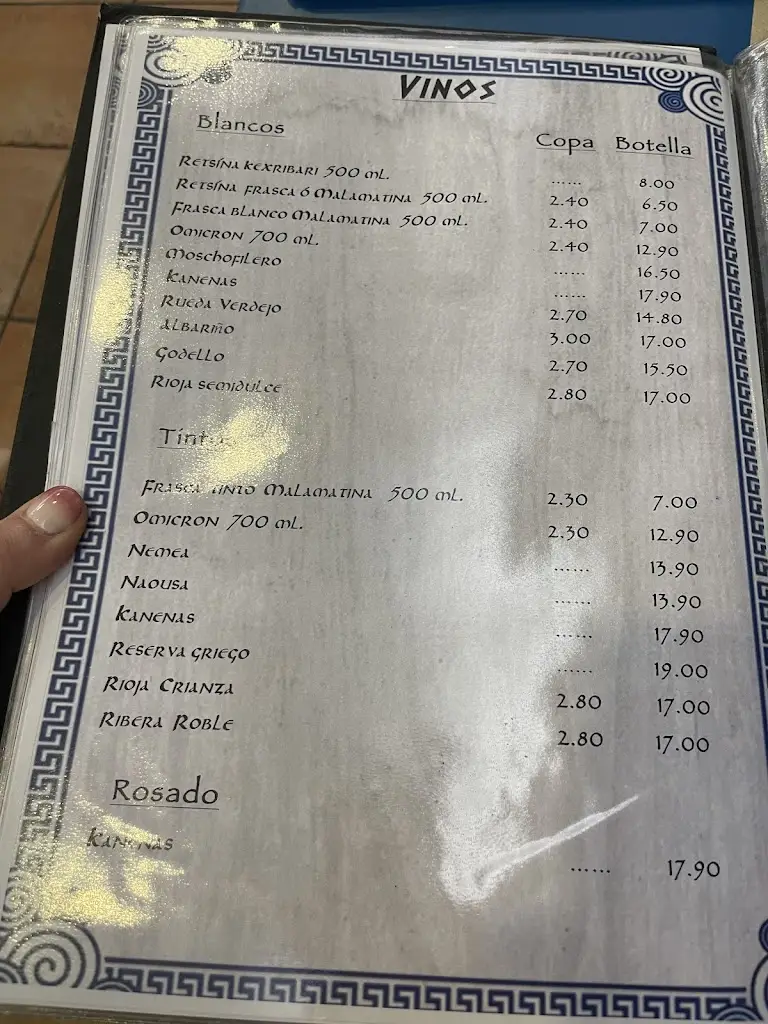 Vinos
Blancos Copa Botella
Retsína Kexribari 500 ml. ...... 8.00
Retsína frasca ó Malamatina 500 ml. 2.40 6.50
Frasca blanco Malamatina 500 ml. 2.40 7.00
Omicron 700 ml. 2.40 12.90
Moschofilero ...... 16.50
Kanenas ...... 17.90
Rueda Verdejo 2.70 14.80
Albariño 3.00 17.00
Godello 2.70 15.50
Rioja semidulce 2.80 17.00
Frasca tinto Malamatina 500 ml. 2.30 7.00
Omicron 700 ml. 2.30 12.90
Nemea ...... 13.90
Naousa ...... 13.90
Kanenas ...... 17.90
Reserva griego ...... 19.00
Rioja Crianza 2.80 17.00
Ribera Roble 2.80 17.00
Rosado
Kanenas ...... 17.90